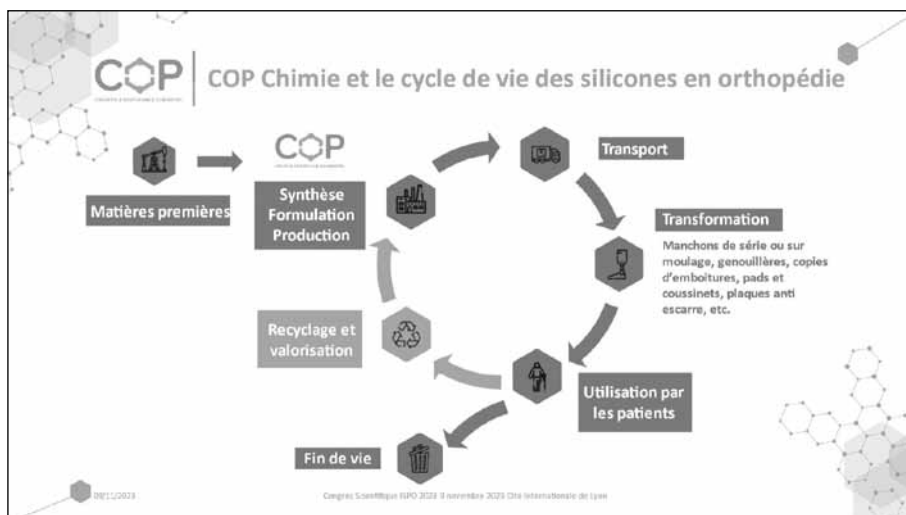 COP
COP Chimie et le cycle de vie des silicones en orthopédie
COP
Matières premières
Synthèse
Formulation
Production
Transport
Transformation
Manchons de série ou sur
moulage, genouillères, copies
d'emboitures, pads et
coussinets, plaques anti
escarre, etc.
Recyclage et
valorisation
Utilisation par
les patients
Fin de vie
Congrès Scientifique ISPO 2023 8 novembre 2023 Cité Internationale de Lyon